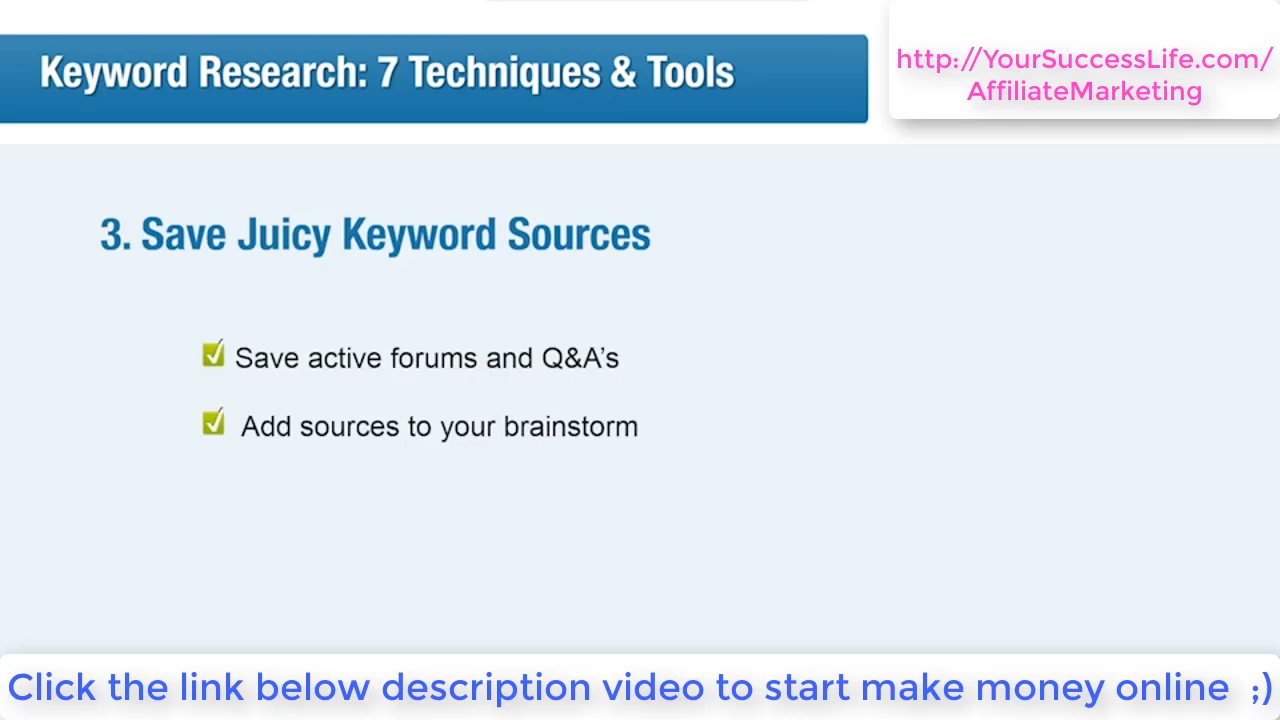 Keyword Research: 7 Techniques & Tools
http://YourSuccessLife.com/
AffiliateMarketing
3. Save Juicy Keyword Sources
Save active forums and Q&A’s
Add sources to your brainstorm
Click the link below description video to start make money online ;)